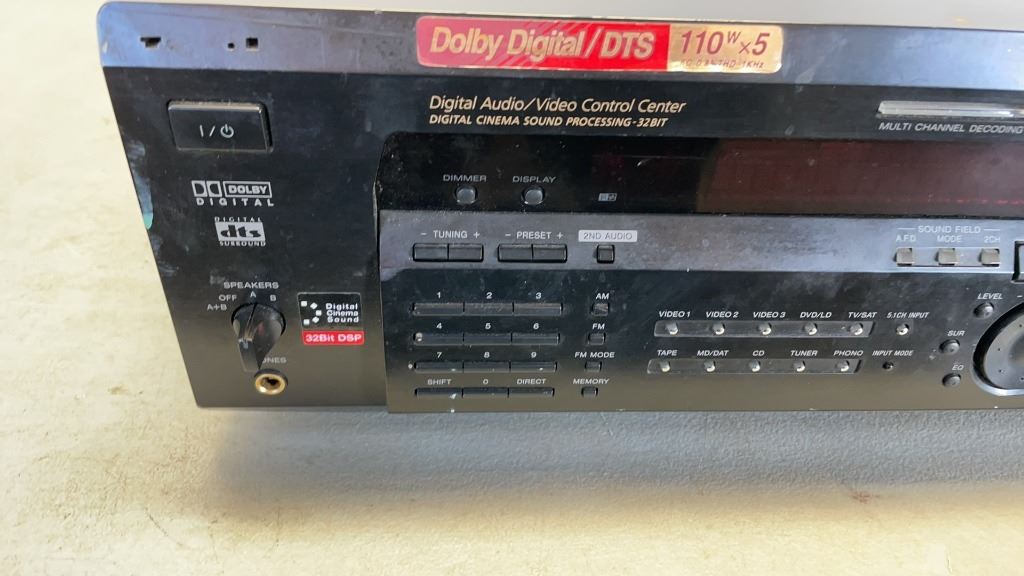 Dolby Digital/DTS 110W×5
Digital Audio/Video Control Center
DIGITAL CINEMA SOUND PROCESSING-32BIT
MULTI CHANNEL DECODING
I/⏻
DOLBY
DIGITAL
DIGITAL
dts
SURROUND
DIMMER DISPLAY
- TUNING + - PRESET + 2ND AUDIO
SOUND FIELD
A.F.D MODE 2CH
SPEAKERS
OFF A B
A+B
Digital
Cinema
Sound
32Bit DSP
1 2 3 AM
4 5 6 FM
7 8 9 FM MODE
SHIFT 0 DIRECT MEMORY
VIDEO 1 VIDEO 2 VIDEO 3 DVD/LD TV/SAT 5.1CH INPUT
TAPE MD/DAT CD TUNER PHONO INPUT MODE
LEVEL
SUR
EQ